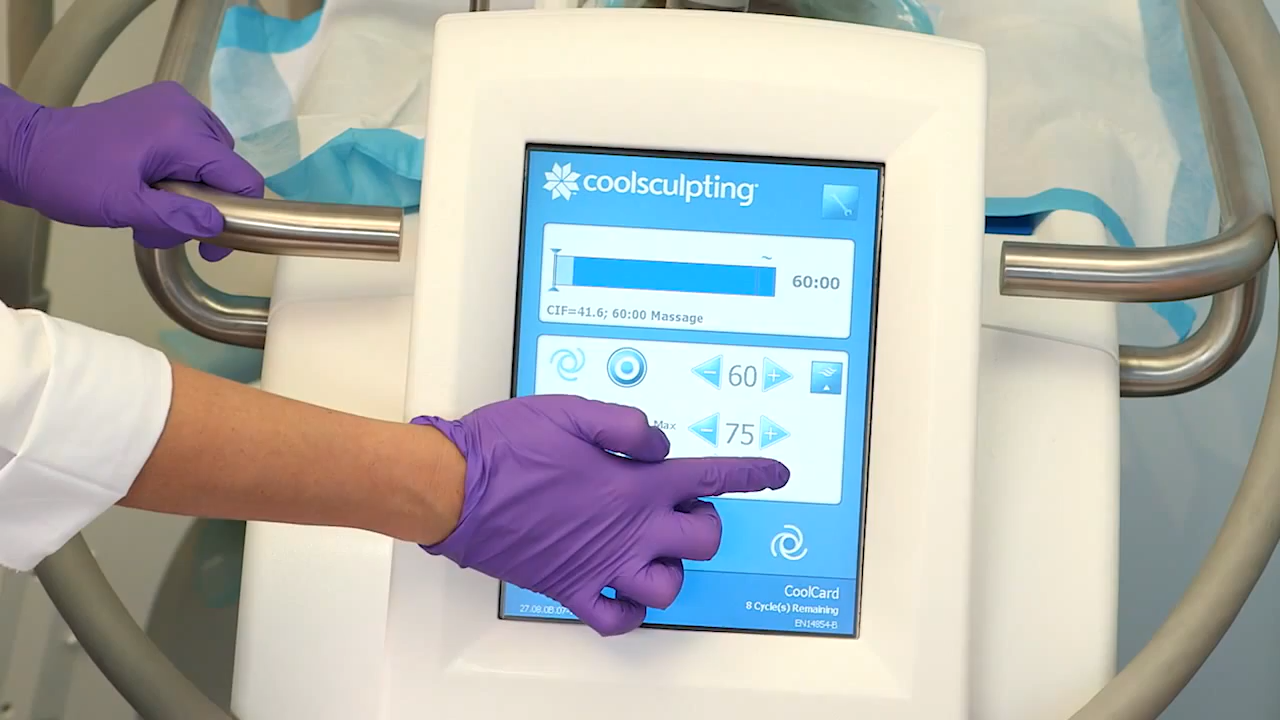 coolsculpting
60:00
CIF=41.6; 60:00 Massage
60
Max
75
CoolCard
8 Cycle(s) Remaining
EN14854-B